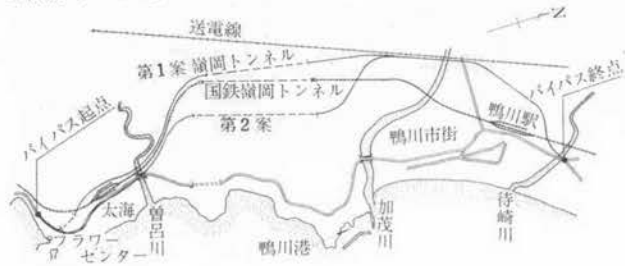 送電線
N
第1案 嶺岡トンネル
国鉄嶺岡トンネル
第2案
バイパス起点
バイパス終点
鴨川駅
鴨川市街
太海
曽呂川
フラワー
センター
鴨川港
加茂川
待崎川